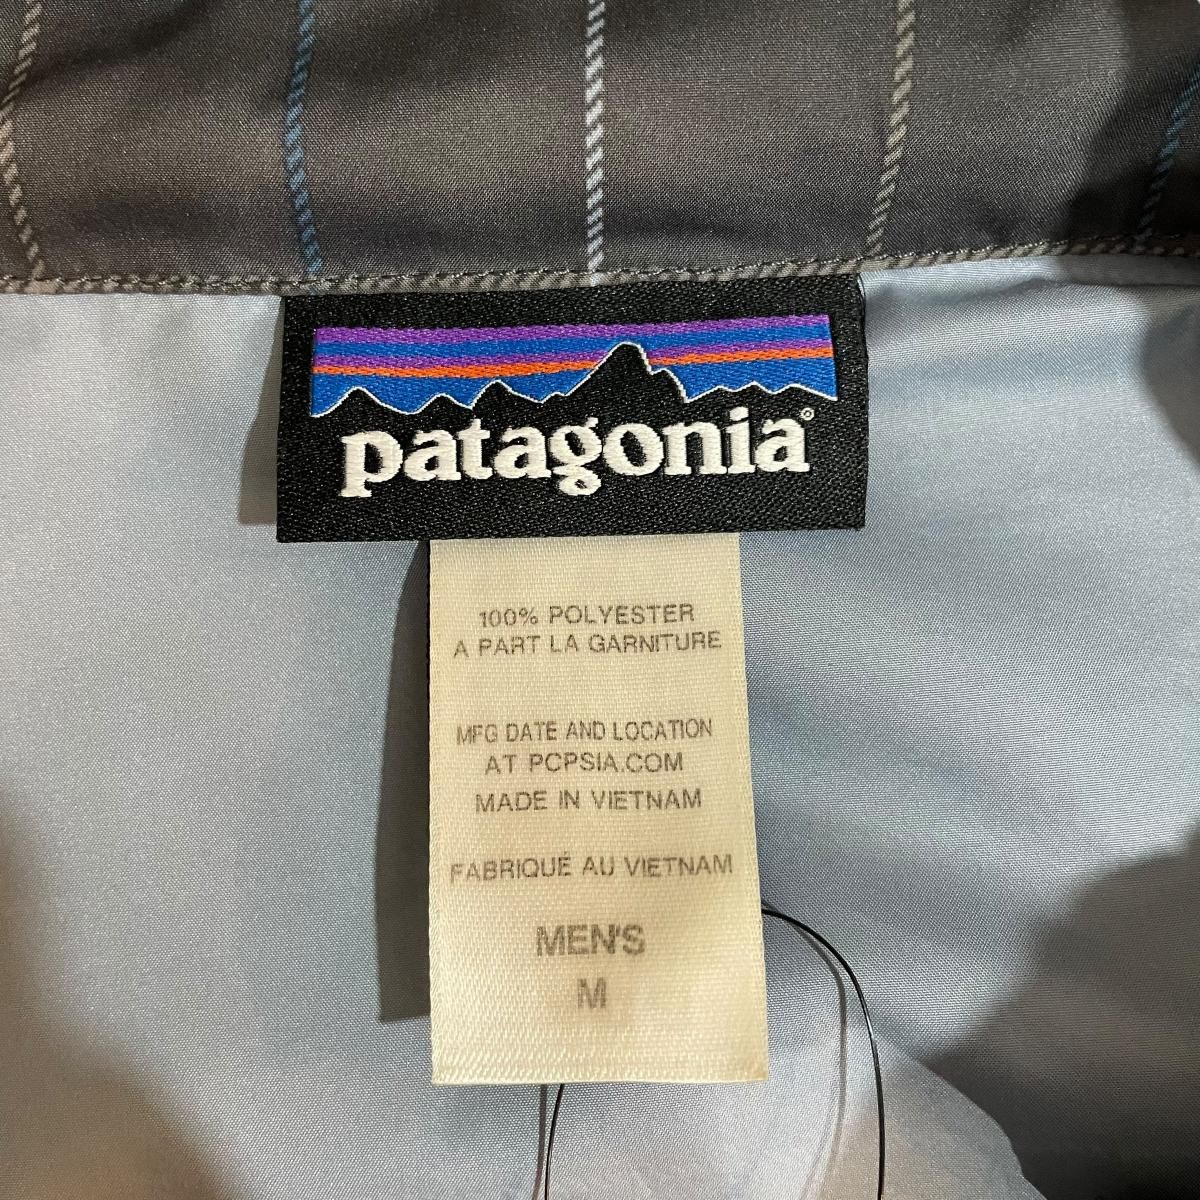 patagonia®
100% POLYESTER
A PART LA GARNITURE
MFG DATE AND LOCATION
AT PCPSIA.COM
MADE IN VIETNAM
FABRIQUÉ AU VIETNAM
MEN'S
M